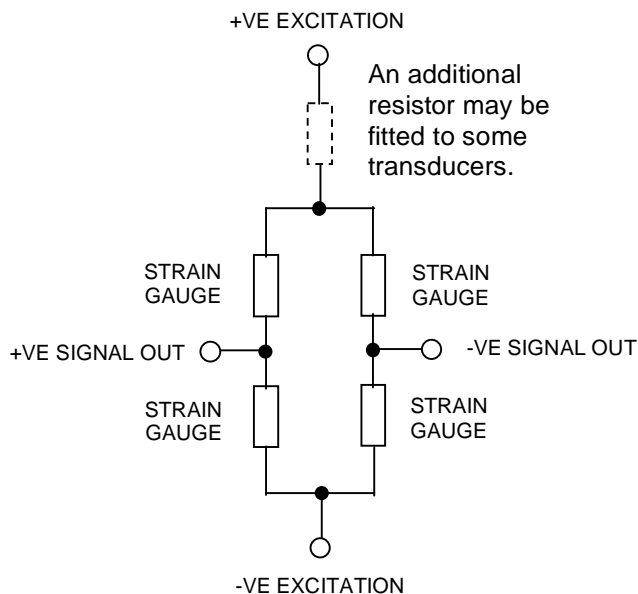 +VE EXCITATION
An additional
resistor may be
fitted to some
transducers.
STRAIN
GAUGE
STRAIN
GAUGE
+VE SIGNAL OUT
-VE SIGNAL OUT
STRAIN
GAUGE
STRAIN
GAUGE
-VE EXCITATION